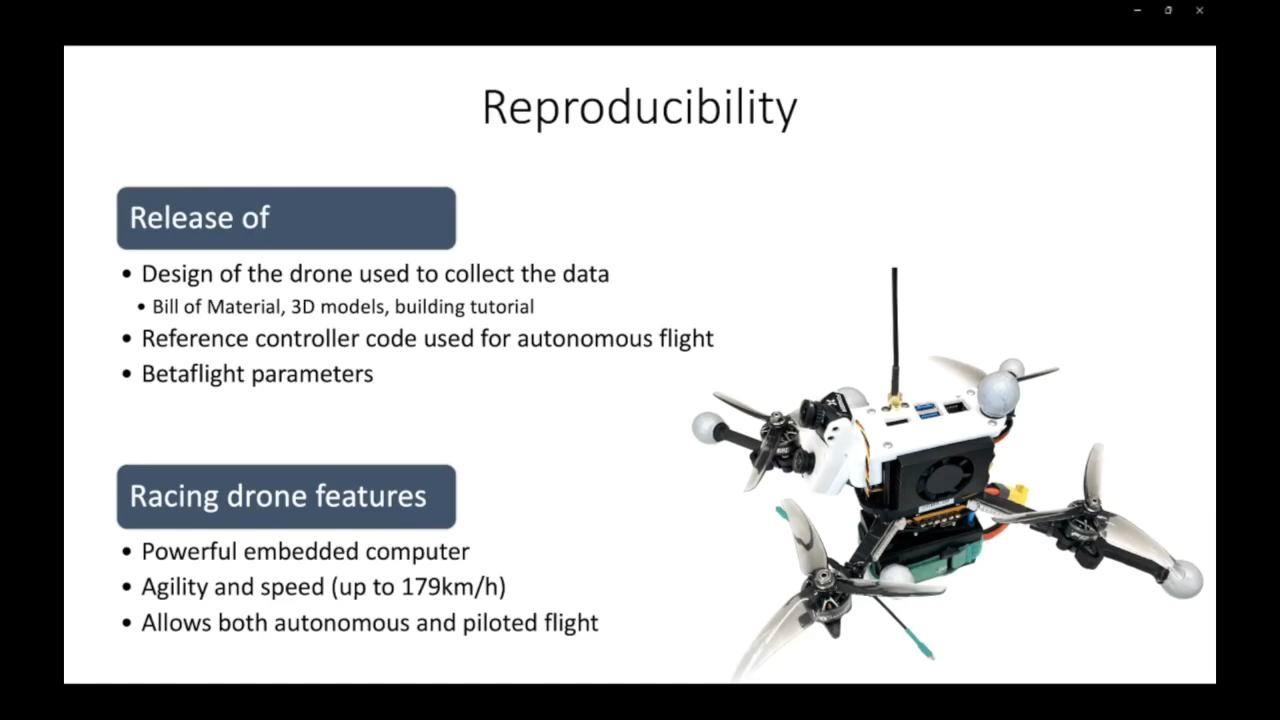 Reproducibility
Release of
• Design of the drone used to collect the data
• Bill of Material, 3D models, building tutorial
• Reference controller code used for autonomous flight
• Betaflight parameters
Racing drone features
• Powerful embedded computer
• Agility and speed (up to 179km/h)
• Allows both autonomous and piloted flight